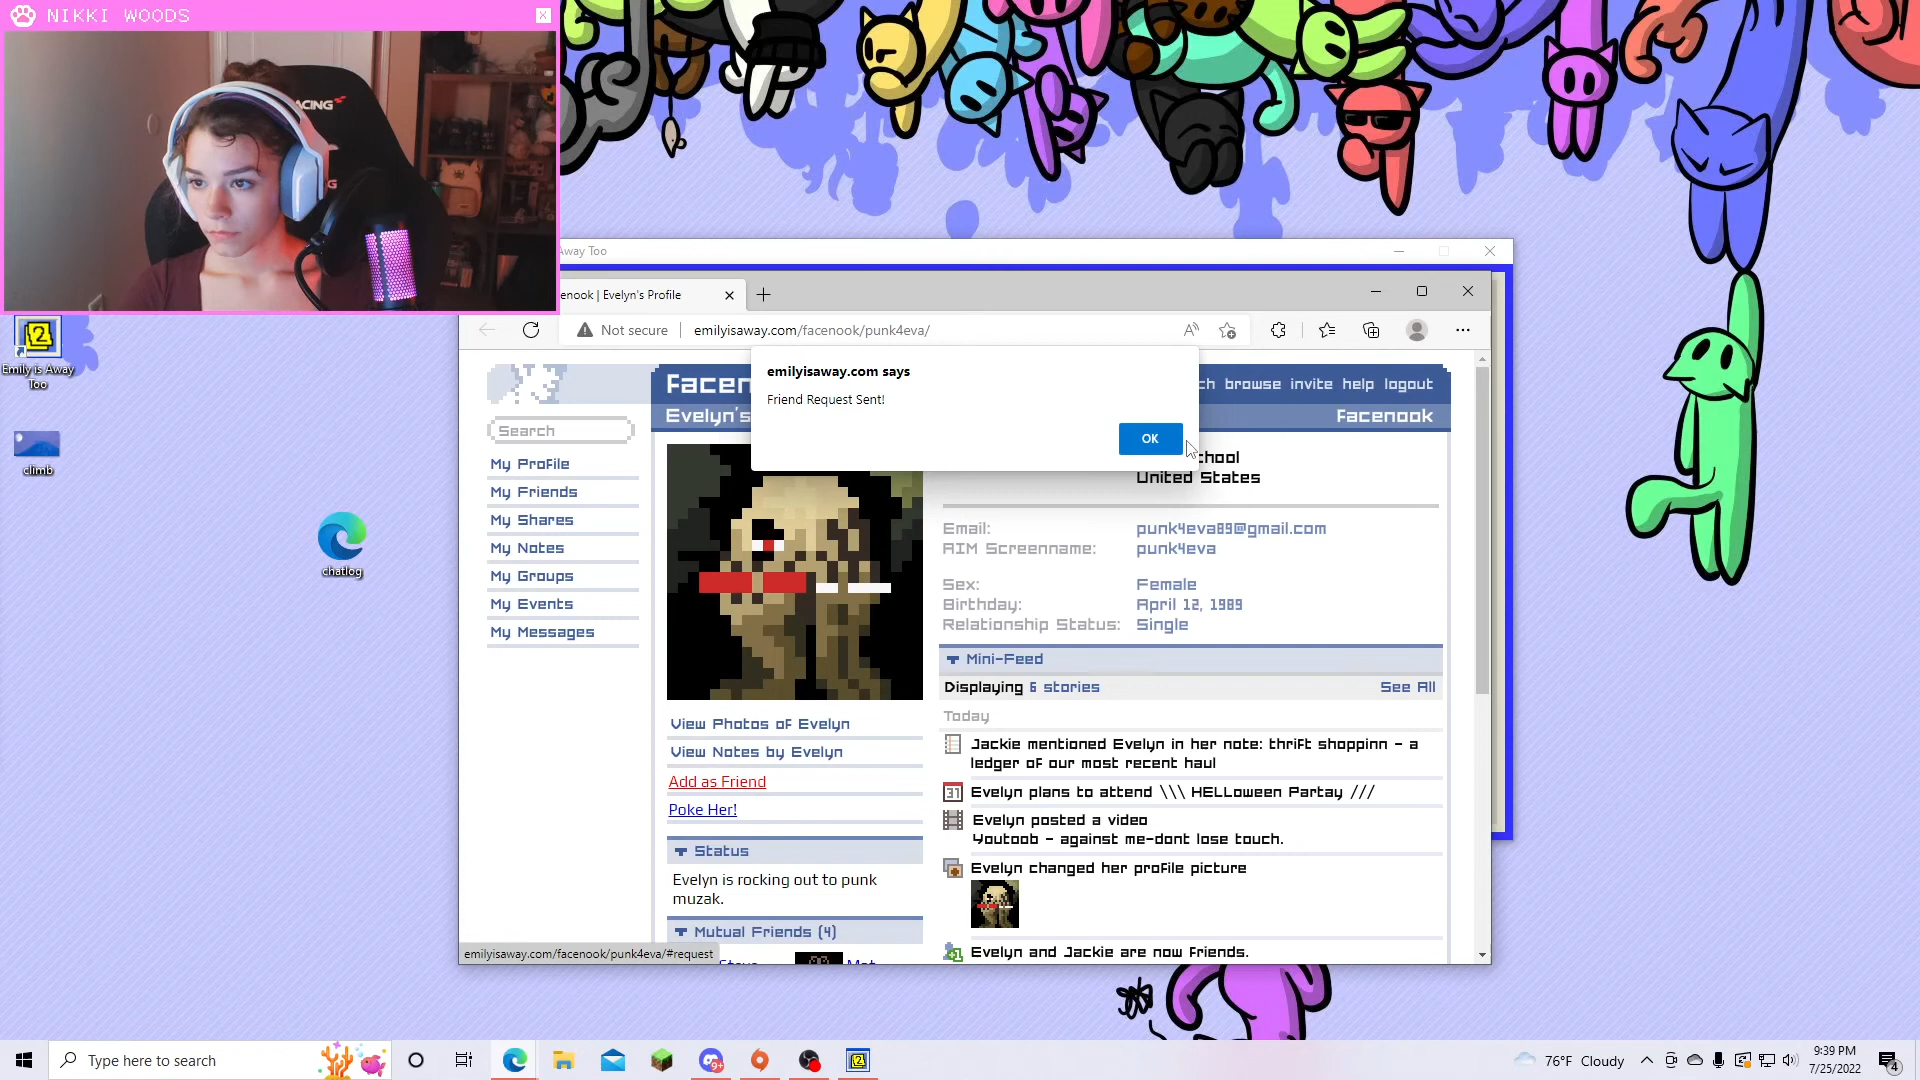 NIKKI WOODS
ACING
Away Too
enook | Evelyn's Profile
Not secure
emilyisaway.com/facenook/punk4eva/
emilyisaway.com says
Friend Request Sent!
OK
Facen
ch browse invite help logout
Evelyn's
Facenook
Search
My Profile
My Friends
My Shares
My Notes
My Groups
My Events
My Messages
chool
United States
Email: punk4eva89@gmail.com
AIM Screenname: punk4eva
Sex: Female
Birthday: April 12, 1989
Relationship Status: Single
View Photos of Evelyn
View Notes by Evelyn
Add as Friend
Poke Her!
Status
Evelyn is rocking out to punk
muzak.
Mutual Friends (4)
Mini-Feed
Displaying 6 stories
See All
Today
Jackie mentioned Evelyn in her note: thrift shoppinn - a
ledger of our most recent haul
31
Evelyn plans to attend \\\ HELLoween Partay ///
Evelyn posted a video
Youtoob - against me-dont lose touch.
Evelyn changed her profile picture
Evelyn and Jackie are now friends.
emilyisaway.com/facenook/punk4eva/#request
2
Emily is Away
Too
climb
chatlog
Type here to search
9+
2
76°F Cloudy
9:39 PM
7/25/2022
4